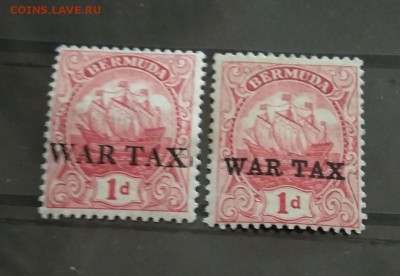 COINS.LAVE.RU
BERMUDA
WAR TAX
1d
BERMUDA
WAR TAX
1d